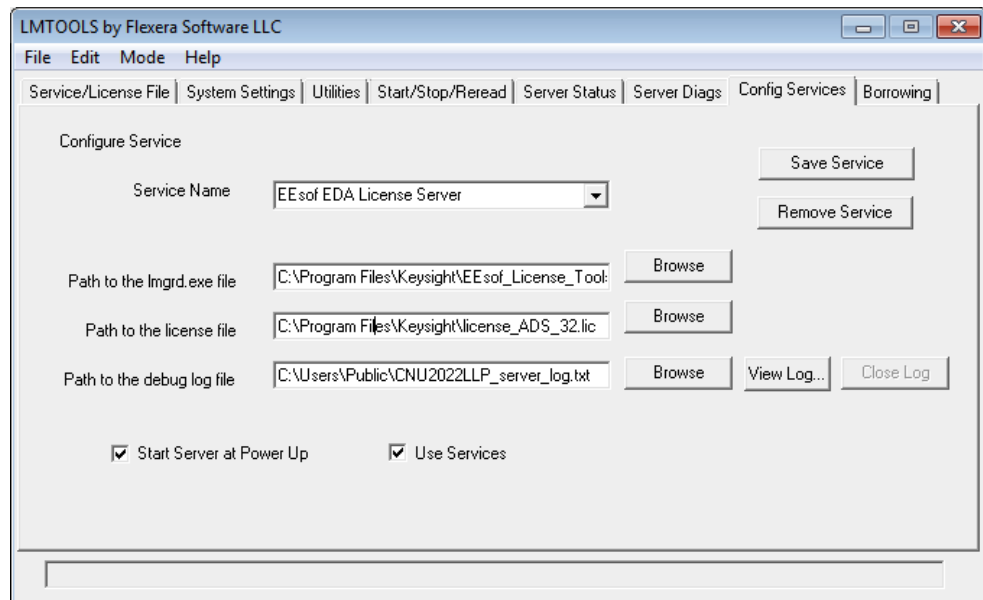 LMTOOLS by Flexera Software LLC
File Edit Mode Help
Service/License File System Settings Utilities Start/Stop/Reread Server Status Server Diags Config Services Borrowing
Configure Service
Save Service
Service Name EEsof EDA License Server
Remove Service
Path to the lmgrd.exe file C:\Program Files\Keysight\EEsof_License_Tools Browse
Path to the license file C:\Program Files\Keysight\license_ADS_32.lic Browse
Path to the debug log file C:\Users\Public\CNU2022LLP_server_log.txt Browse View Log... Close Log
Start Server at Power Up Use Services